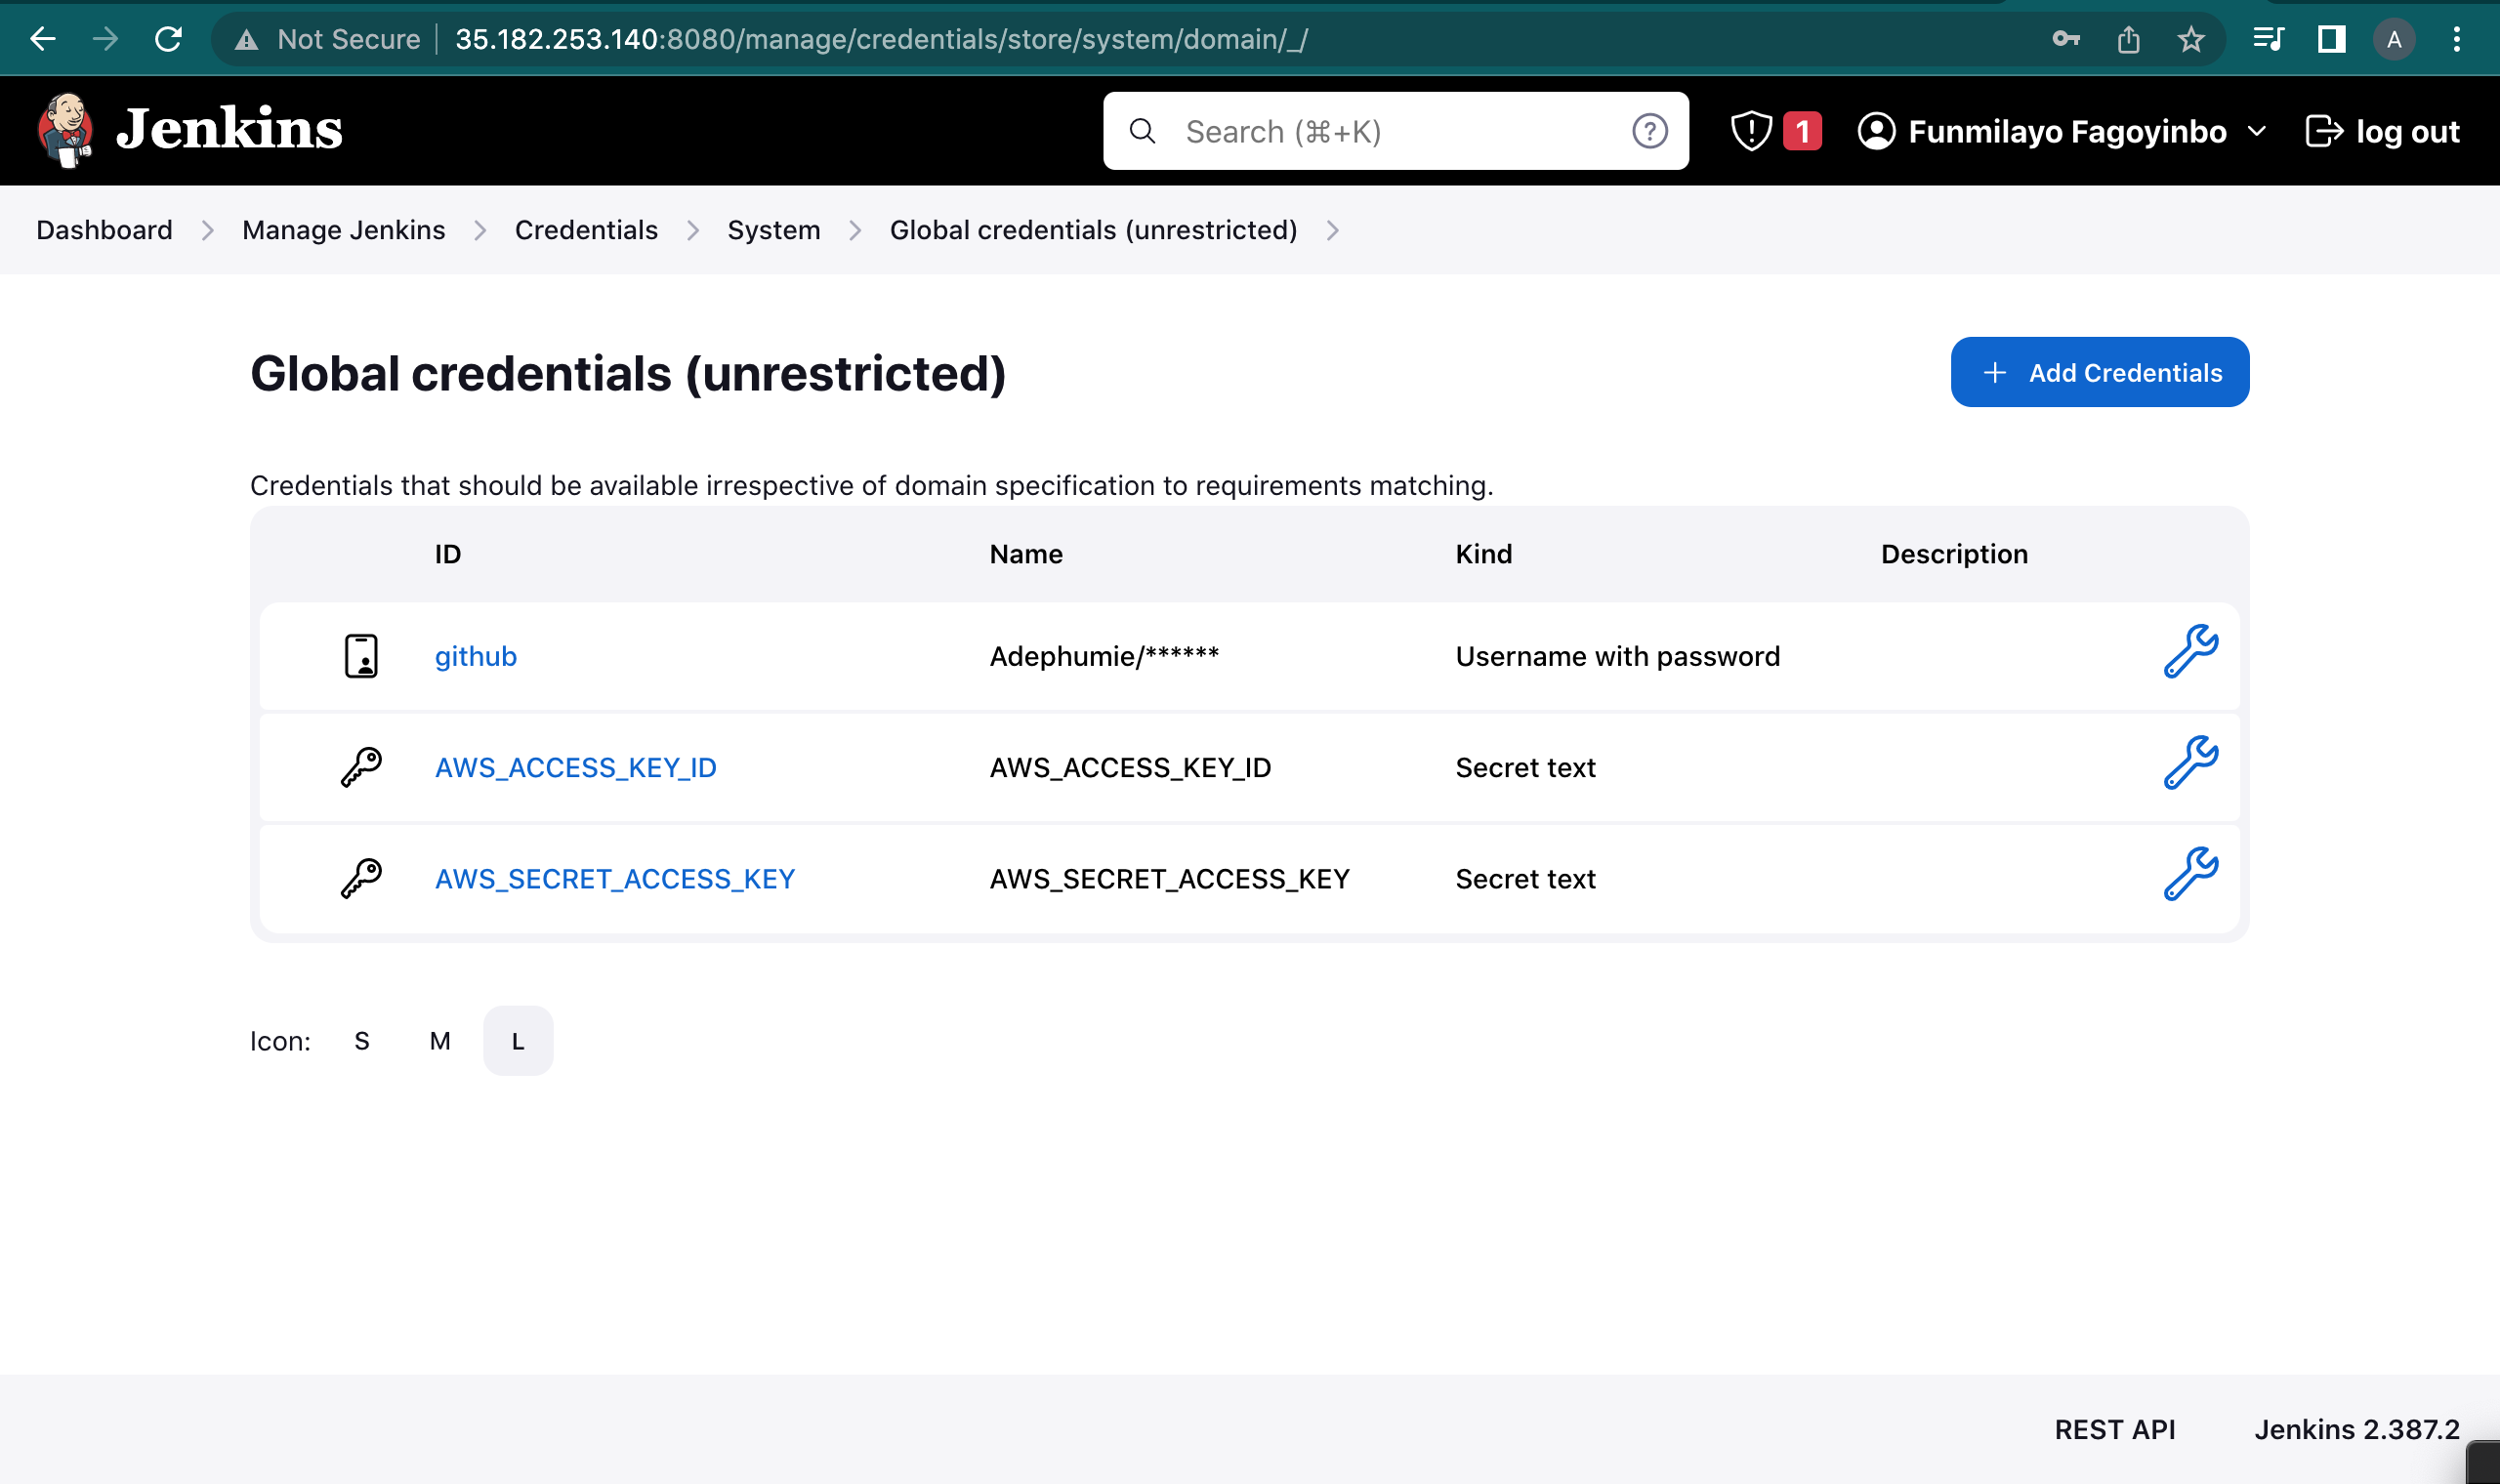 Not Secure 35.182.253.140:8080/manage/credentials/store/system/domain/_/
A
Jenkins
Search (⌘+K)
?
1
Funmilayo Fagoyinbo
log out
Dashboard > Manage Jenkins > Credentials > System > Global credentials (unrestricted) >
Global credentials (unrestricted)
+ Add Credentials
Credentials that should be available irrespective of domain specification to requirements matching.
ID Name Kind Description
github Adephumie/****** Username with password
AWS_ACCESS_KEY_ID AWS_ACCESS_KEY_ID Secret text
AWS_SECRET_ACCESS_KEY AWS_SECRET_ACCESS_KEY Secret text
Icon: S M L
REST API Jenkins 2.387.2